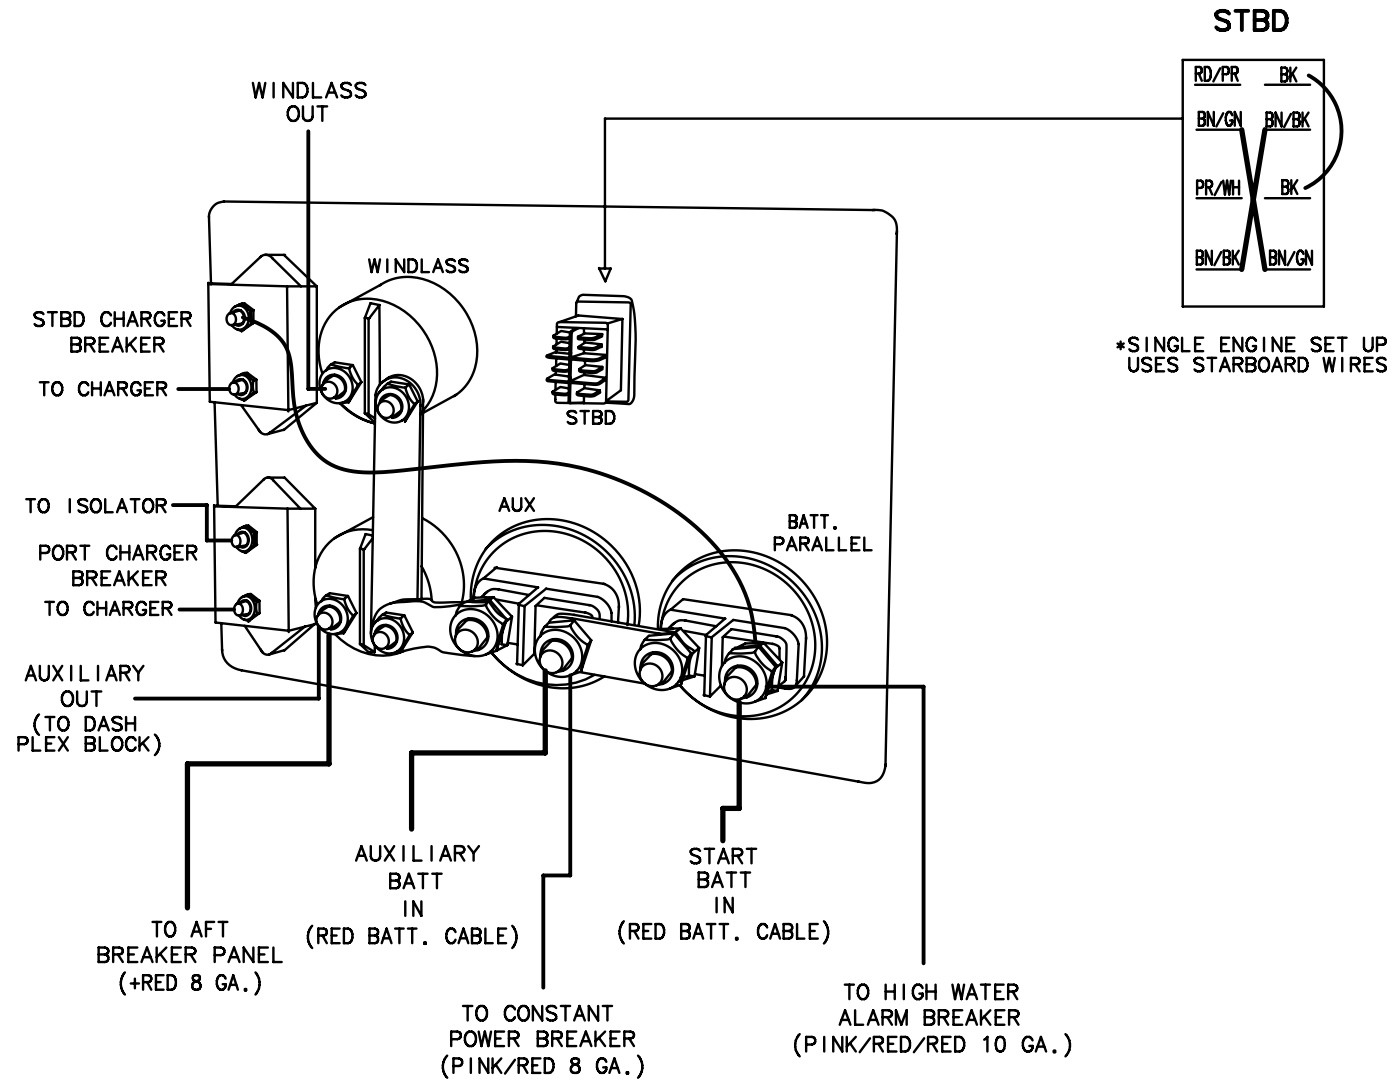 STBD
RD/PR BK
BN/GN BN/BK
PR/WH BK
BN/BK BN/GN
*SINGLE ENGINE SET UP
USES STARBOARD WIRES
WINDLASS
OUT
WINDLASS
STBD CHARGER
BREAKER
TO CHARGER
STBD
TO ISOLATOR
PORT CHARGER
BREAKER
TO CHARGER
AUX
BATT.
PARALLEL
AUXILIARY
OUT
(TO DASH
PLEX BLOCK)
TO AFT
BREAKER PANEL
(+RED 8 GA.)
AUXILIARY
BATT
IN
(RED BATT. CABLE)
START
BATT
IN
(RED BATT. CABLE)
TO CONSTANT
POWER BREAKER
(PINK/RED 8 GA.)
TO HIGH WATER
ALARM BREAKER
(PINK/RED/RED 10 GA.)